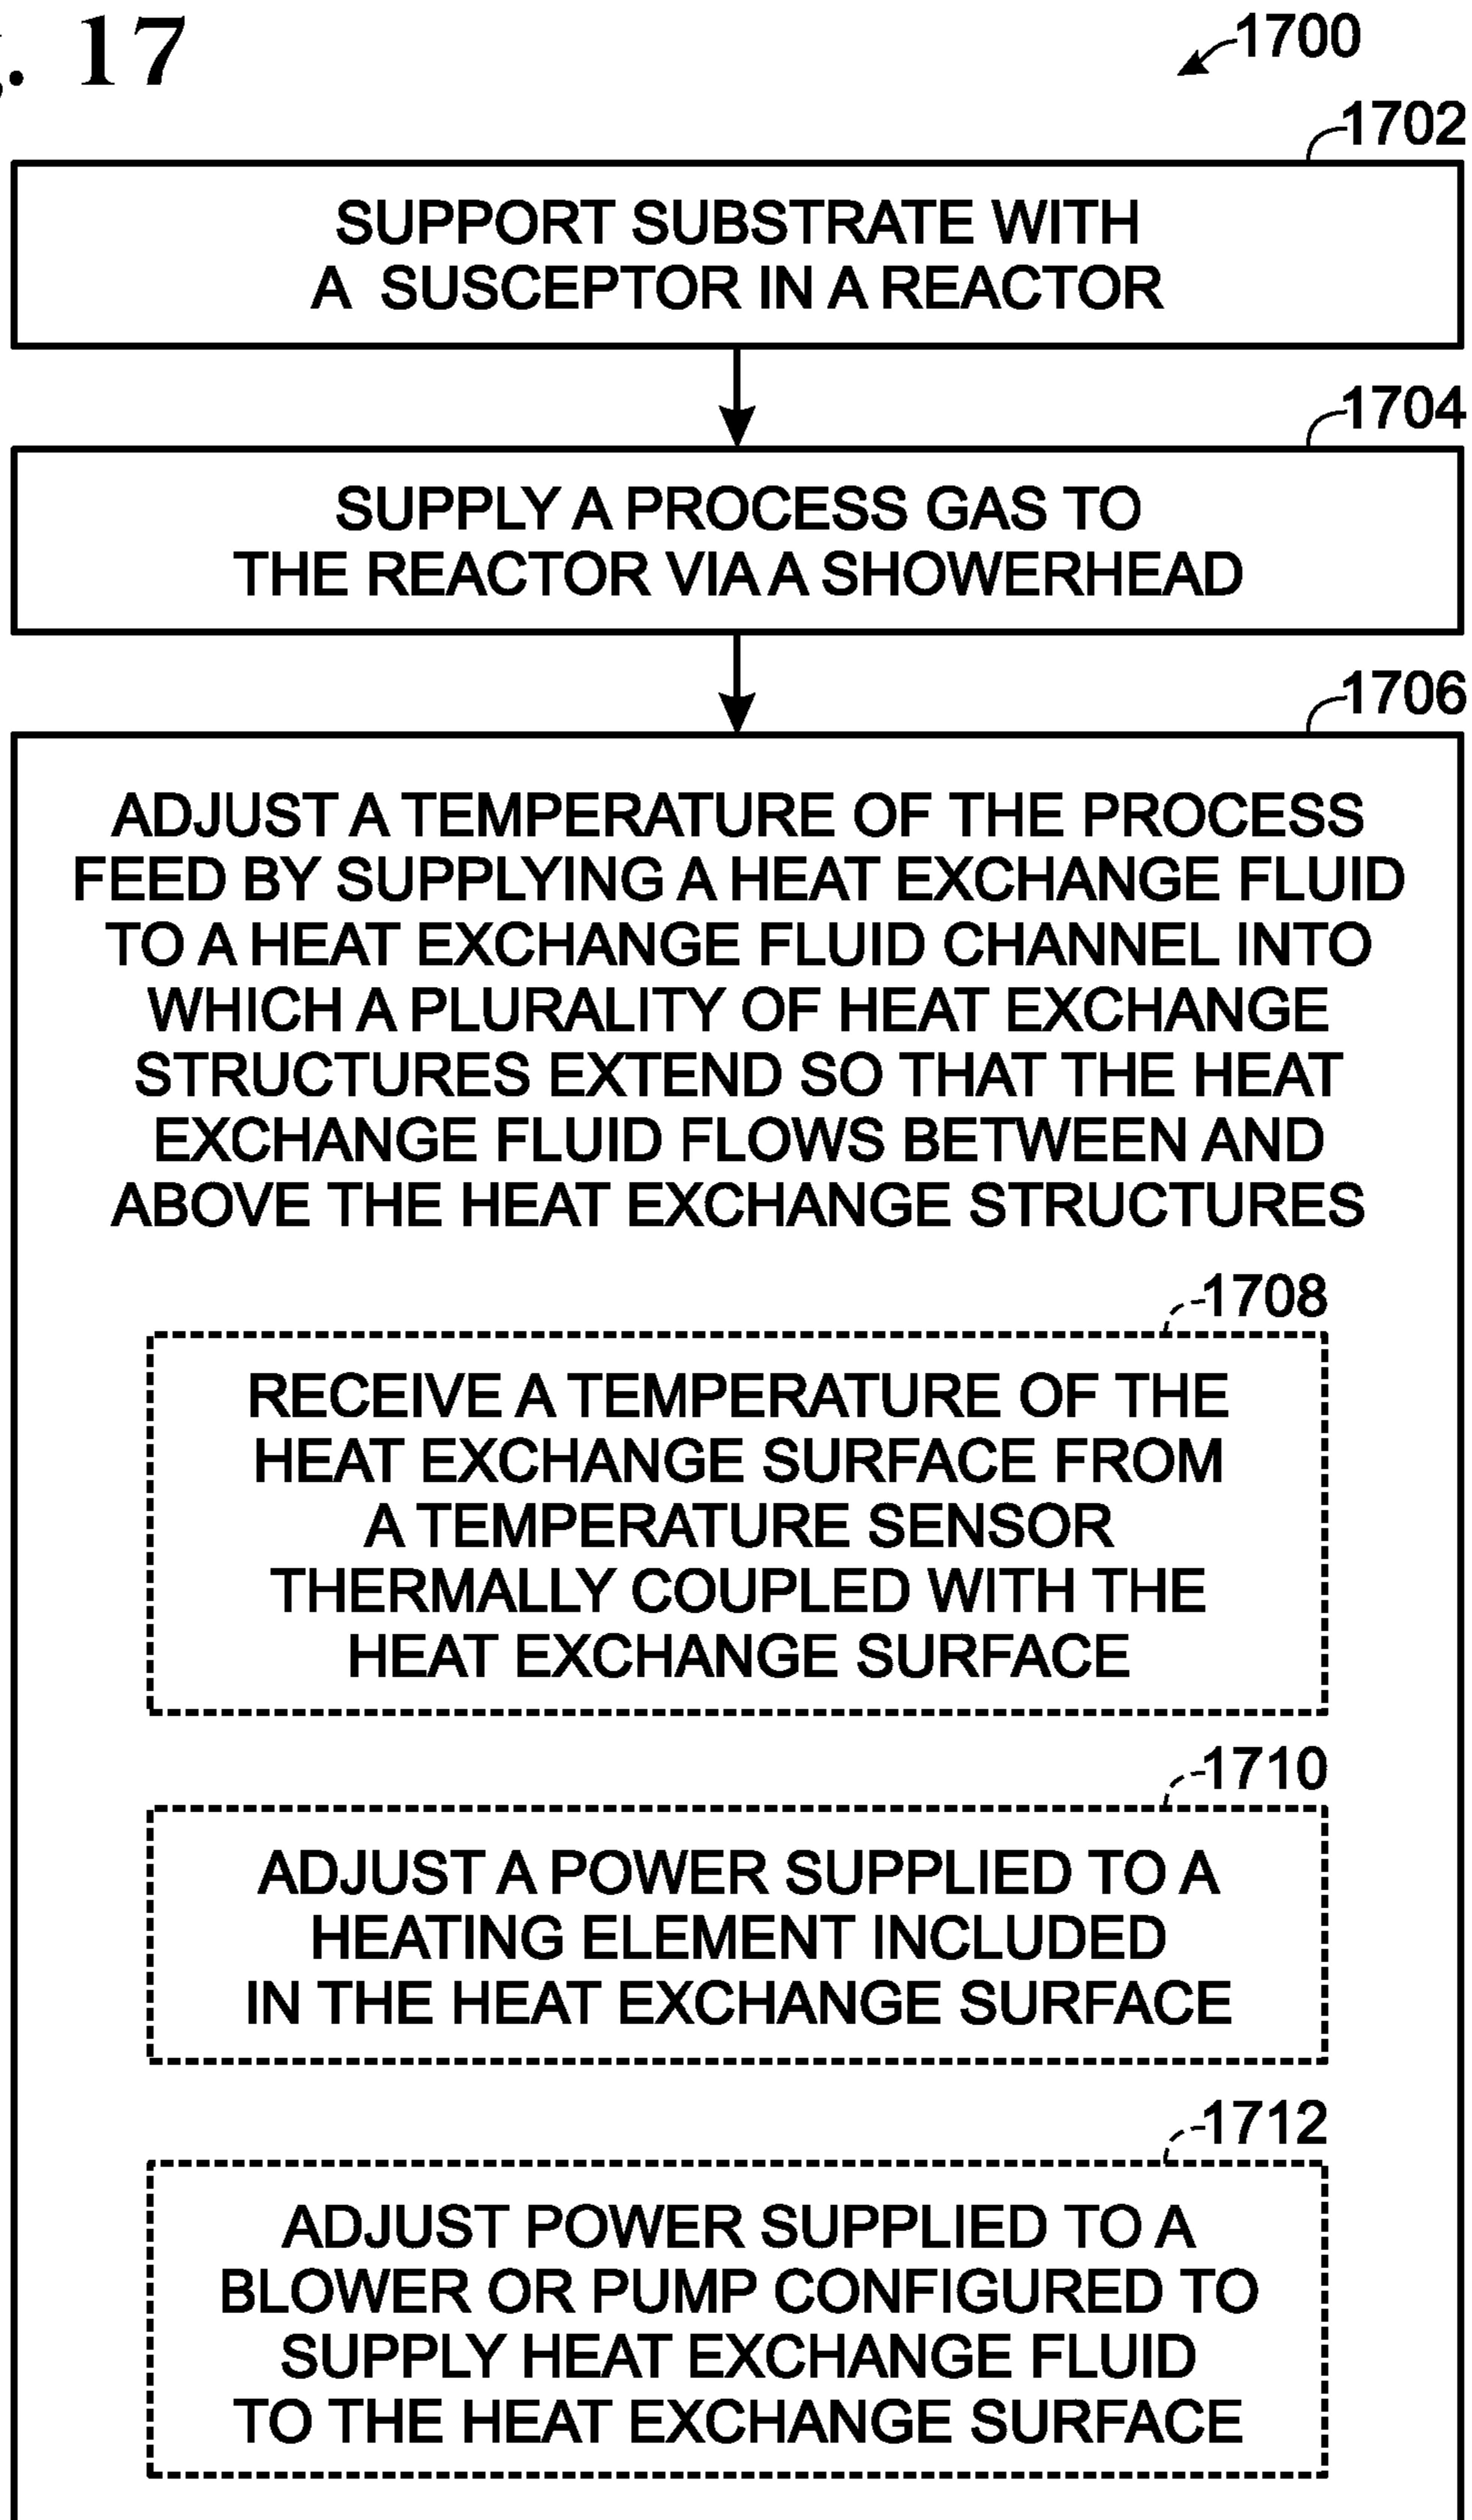 . 17
1700
1702
SUPPORT SUBSTRATE WITH
A SUSCEPTOR IN A REACTOR
1704
SUPPLY A PROCESS GAS TO
THE REACTOR VIA A SHOWERHEAD
1706
ADJUST A TEMPERATURE OF THE PROCESS
FEED BY SUPPLYING A HEAT EXCHANGE FLUID
TO A HEAT EXCHANGE FLUID CHANNEL INTO
WHICH A PLURALITY OF HEAT EXCHANGE
STRUCTURES EXTEND SO THAT THE HEAT
EXCHANGE FLUID FLOWS BETWEEN AND
ABOVE THE HEAT EXCHANGE STRUCTURES
1708
RECEIVE A TEMPERATURE OF THE
HEAT EXCHANGE SURFACE FROM
A TEMPERATURE SENSOR
THERMALLY COUPLED WITH THE
HEAT EXCHANGE SURFACE
1710
ADJUST A POWER SUPPLIED TO A
HEATING ELEMENT INCLUDED
IN THE HEAT EXCHANGE SURFACE
1712
ADJUST POWER SUPPLIED TO A
BLOWER OR PUMP CONFIGURED TO
SUPPLY HEAT EXCHANGE FLUID
TO THE HEAT EXCHANGE SURFACE